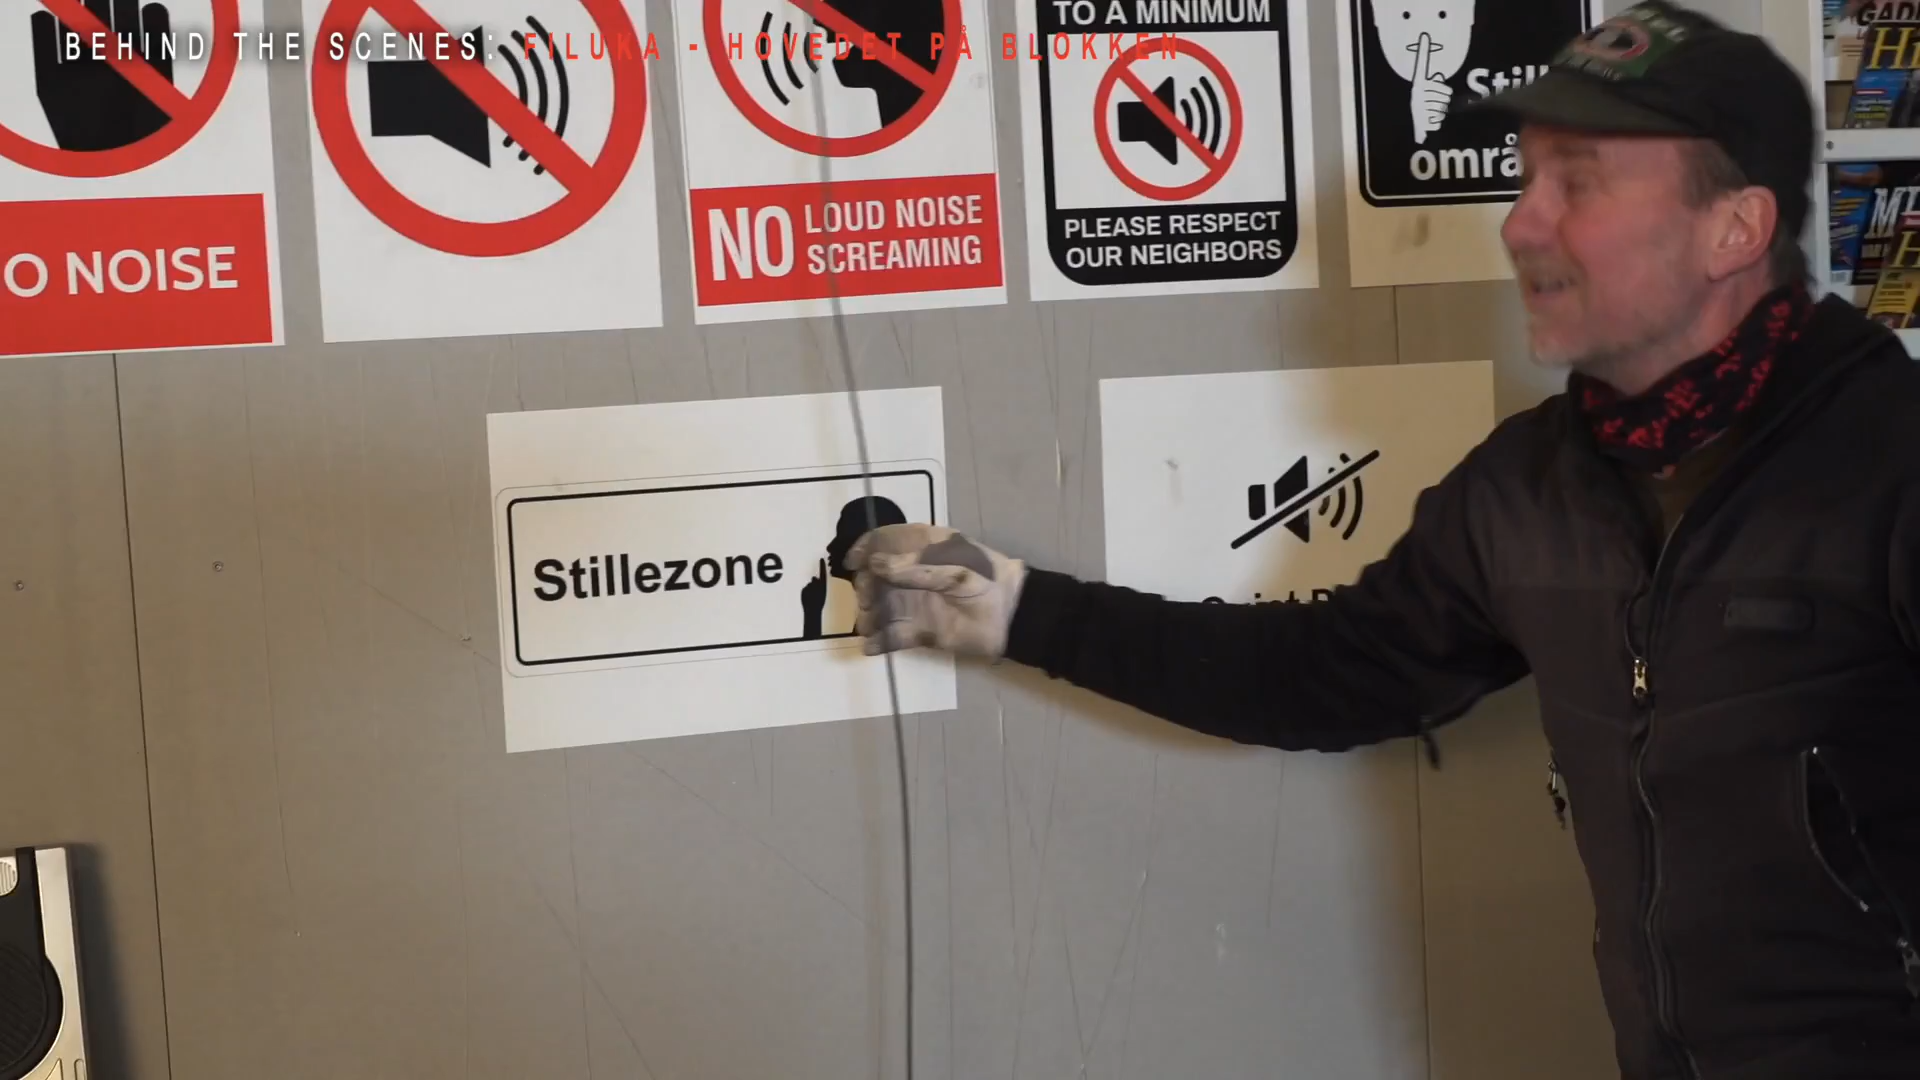 BEHIND THE SCENES: FILUKA - HOVEDET PÅ BLOKKEN
O NOISE
NO LOUD NOISE
SCREAMING
TO A MINIMUM
PLEASE RESPECT
OUR NEIGHBORS
Still
områ
Stillezone